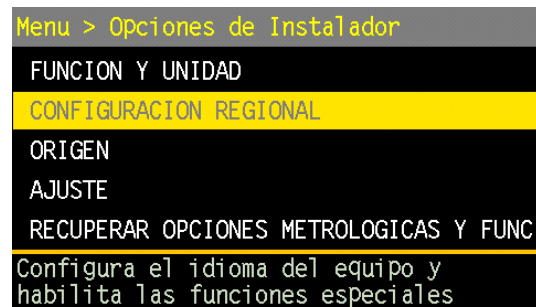 Menu > Opciones de Instalador
FUNCION Y UNIDAD
CONFIGURACION REGIONAL
ORIGEN
AJUSTE
RECUPERAR OPCIONES METROLOGICAS Y FUNC
Configura el idioma del equipo y
habilita las funciones especiales